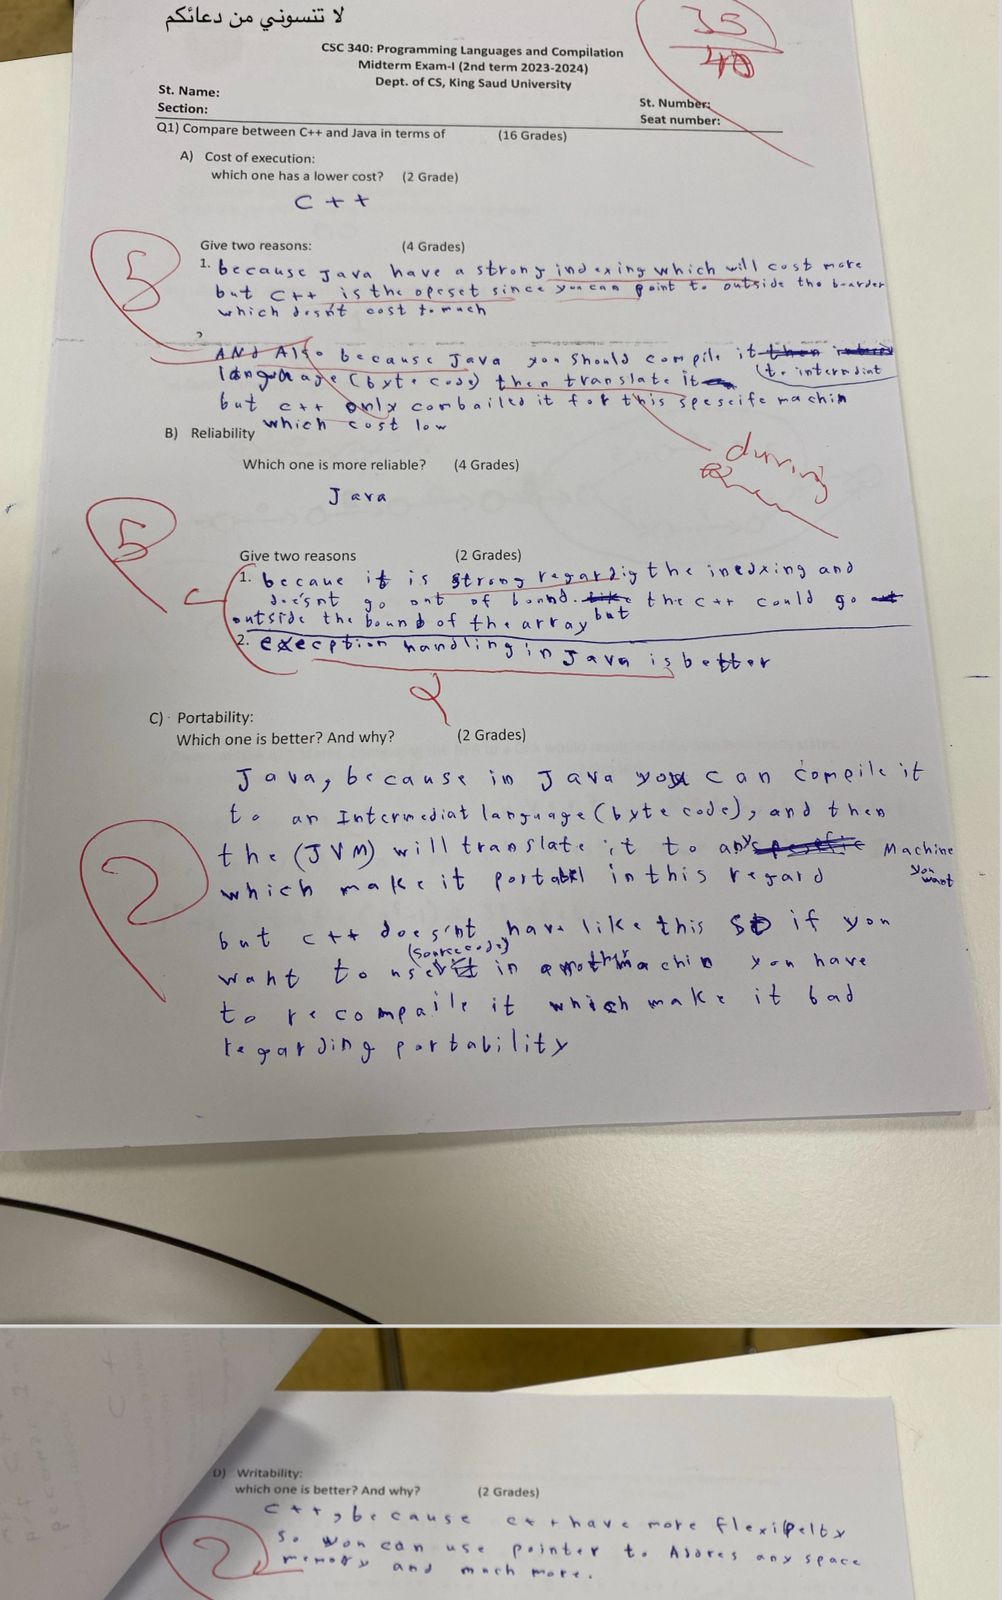 لا تنسوني من دعائكم
35
40
CSC 340: Programming Languages and Compilation
Midterm Exam-I (2nd term 2023-2024)
Dept. of CS, King Saud University
St. Name:
St. Number:
Section:
Seat number:
Q1) Compare between C++ and Java in terms of (16 Grades)
A) Cost of execution:
which one has a lower cost? (2 Grade)
C++
5
Give two reasons: (4 Grades)
1. because Java have a strong indexing which will cost more
but C++ is the opeset since you can point to outside the boarder
which dosn't cost to much
2
AND Also because Java you should compile it
(to intermdiat
language (byte code) then translate it
but c++ only combailed it for this spescife machin
which cost low
during
B) Reliability
Which one is more reliable? (4 Grades)
Java
5
Give two reasons (2 Grades)
1. becaue it is strong regardig the inedxing and
does'nt go out of bound. the c++ could go
but
outside the bound of the array
2. exeception handling in Java is better
2
C) Portability:
Which one is better? And why? (2 Grades)
Java, because in Java you can compile it
to an Intermediat language (byte code), and then
the (JVM) will translate it to any Machine
you want
which make it portabel in this regard
2
but c++ does'nt have like this so if you
(source code)
want to use in machin you have
to recompaile it which make it bad
regarding portability
D) Writability:
which one is better? And why? (2 Grades)
C++, because c++ have more flexipelty
so you can use pointer to Adores any space
memory and much more.
2